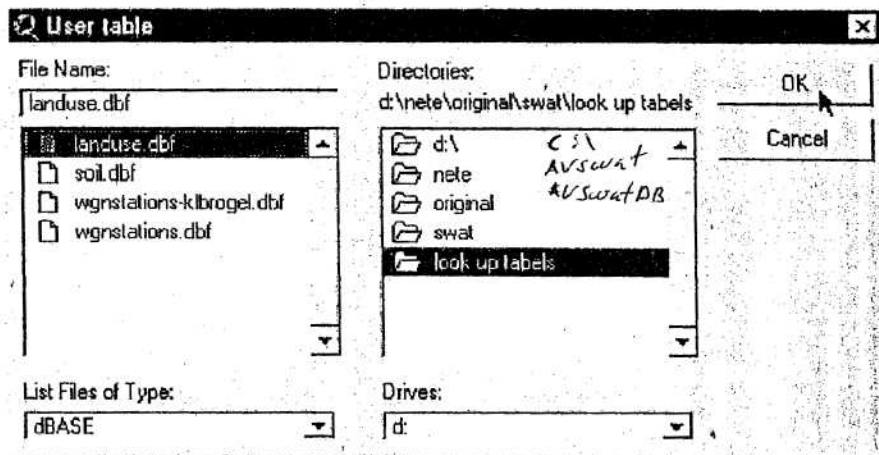 User table
File Name:
landuse.dbf
landuse.dbf
soil.dbf
wgnstations-klbrogel.dbf
wgnstations.dbf
List Files of Type:
dBASE
Directories:
d:\nete\original\swat\look up tabels
d:\
nete
original
swat
look up tabels
C:\
AVswat
AVSwatDB
Drives:
d:
OK
Cancel